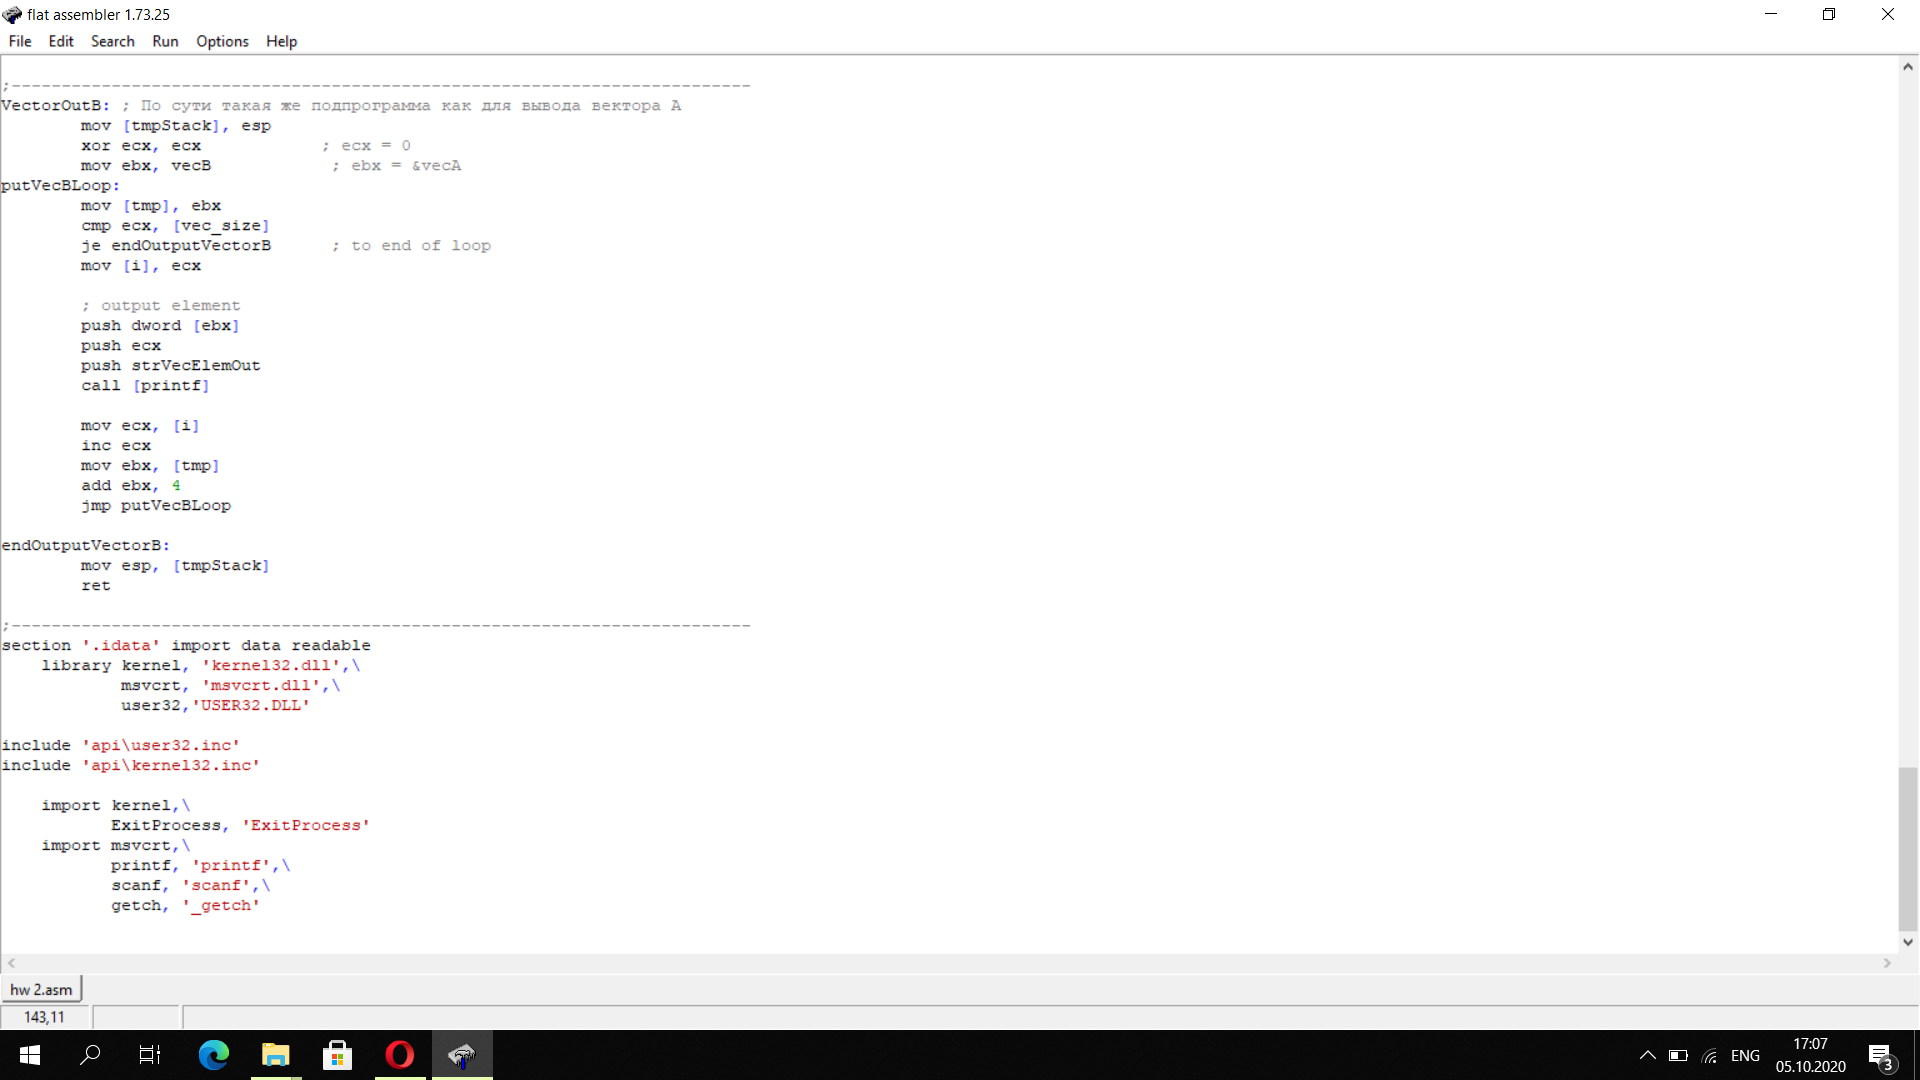 flat assembler 1.73.25
File Edit Search Run Options Help
;--------------------------------------------------------------------------
VectorOutB: ; По сути такая же подпрограмма как для вывода вектора A
mov [tmpStack], esp
xor ecx, ecx ; ecx = 0
mov ebx, vecB ; ebx = &vecA
putVecBLoop:
mov [tmp], ebx
cmp ecx, [vec_size]
je endOutputVectorB ; to end of loop
mov [i], ecx
; output element
push dword [ebx]
push ecx
push strVecElemOut
call [printf]
mov ecx, [i]
inc ecx
mov ebx, [tmp]
add ebx, 4
jmp putVecBLoop
endOutputVectorB:
mov esp, [tmpStack]
ret
;--------------------------------------------------------------------------
section '.idata' import data readable
library kernel, 'kernel32.dll',\
msvcrt, 'msvcrt.dll',\
user32,'USER32.DLL'
include 'api\user32.inc'
include 'api\kernel32.inc'
import kernel,\
ExitProcess, 'ExitProcess'
import msvcrt,\
printf, 'printf',\
scanf, 'scanf',\
getch, '_getch'
hw 2.asm
143,11
ENG
17:07
05.10.2020
3